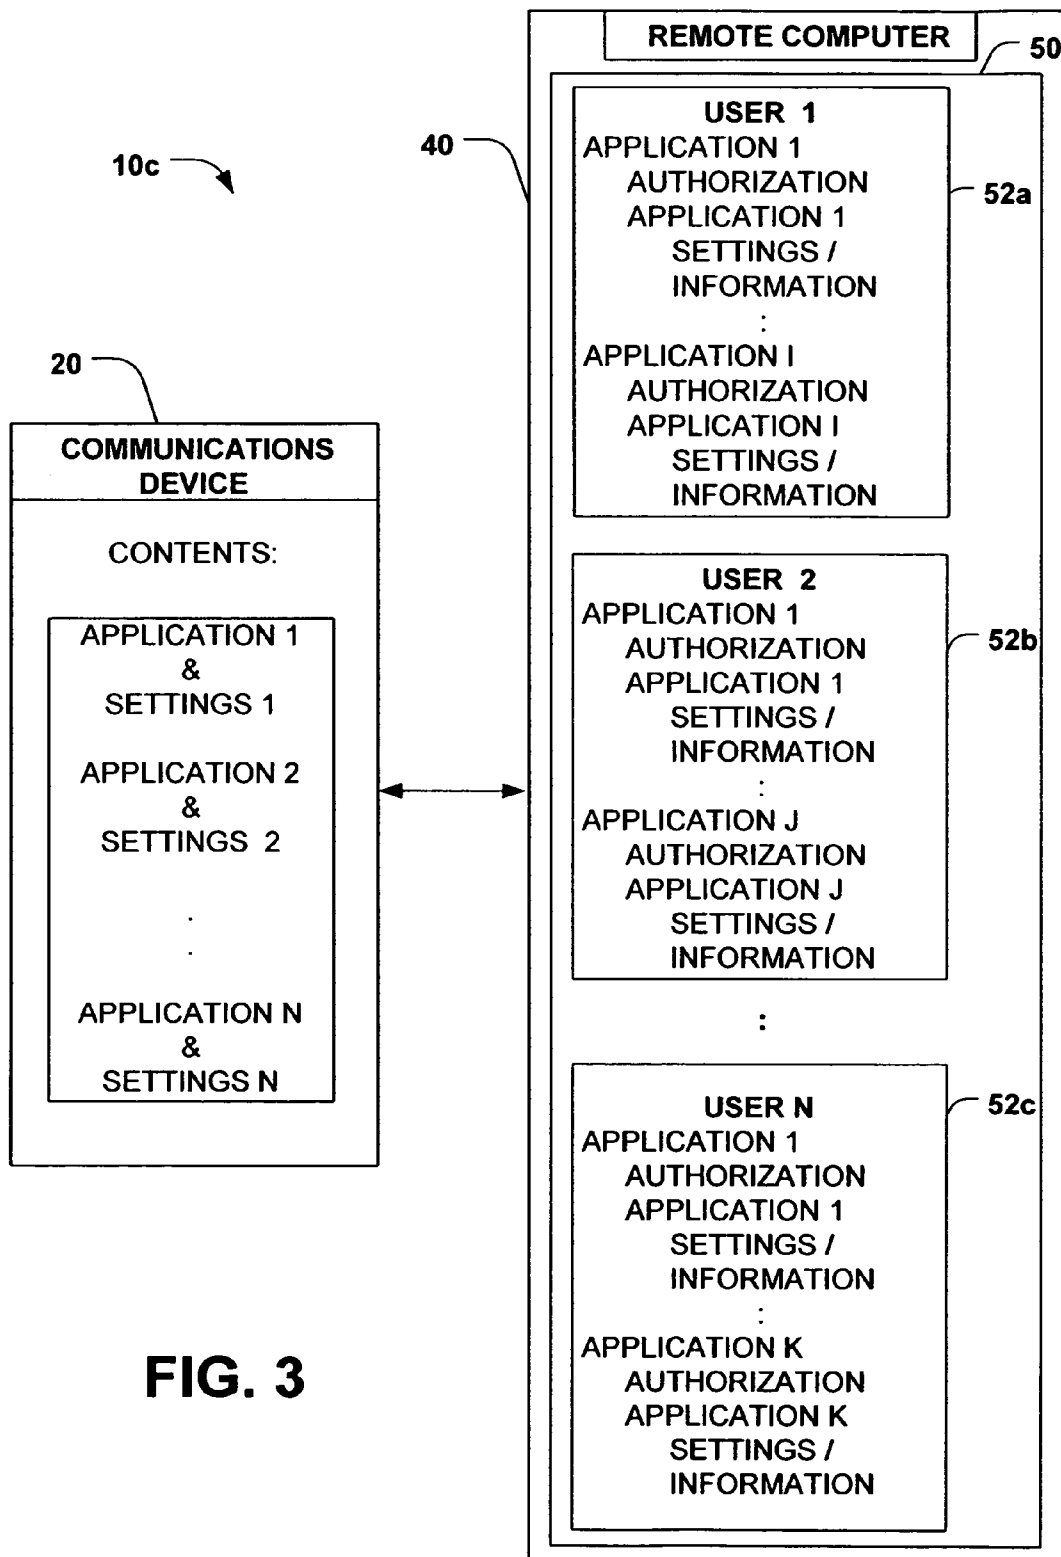 REMOTE COMPUTER
50
USER 1
APPLICATION 1
AUTHORIZATION
APPLICATION 1
SETTINGS /
INFORMATION
:
APPLICATION I
AUTHORIZATION
APPLICATION I
SETTINGS /
INFORMATION
52a
40
10c
20
COMMUNICATIONS
DEVICE
CONTENTS:
APPLICATION 1
&
SETTINGS 1
APPLICATION 2
&
SETTINGS 2
.
.
APPLICATION N
&
SETTINGS N
USER 2
APPLICATION 1
AUTHORIZATION
APPLICATION 1
SETTINGS /
INFORMATION
:
APPLICATION J
AUTHORIZATION
APPLICATION J
SETTINGS /
INFORMATION
52b
:
USER N
APPLICATION 1
AUTHORIZATION
APPLICATION 1
SETTINGS /
INFORMATION
:
APPLICATION K
AUTHORIZATION
APPLICATION K
SETTINGS /
INFORMATION
52c
FIG. 3